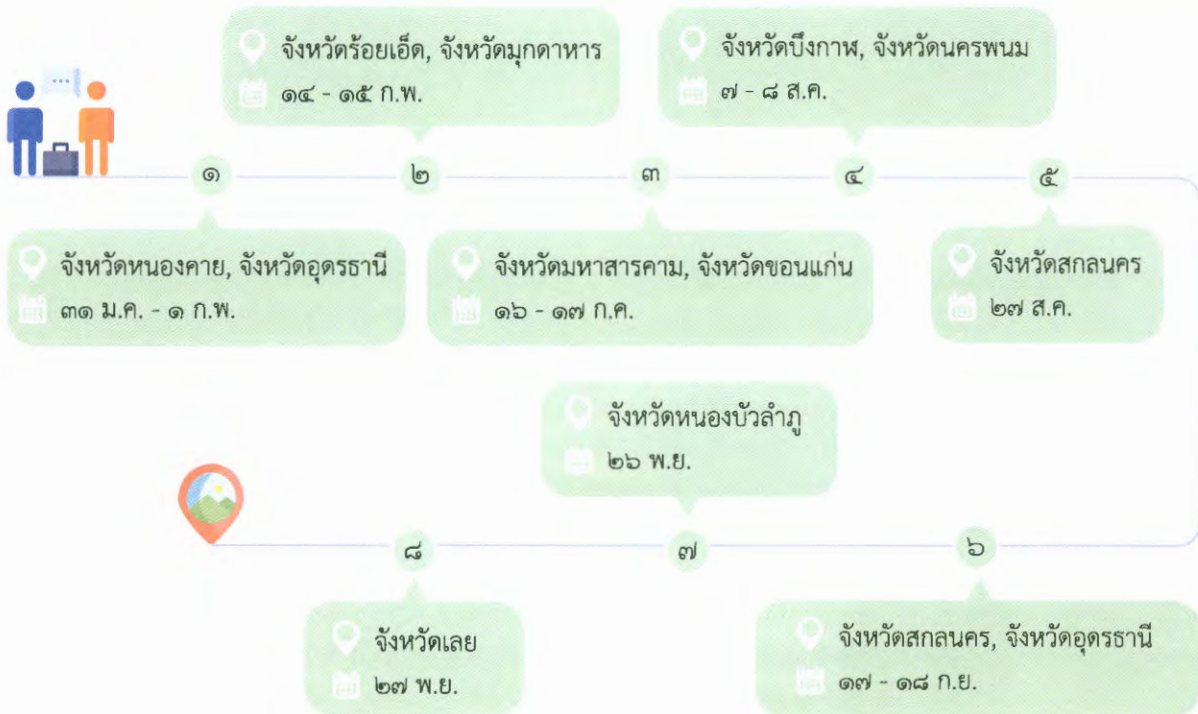 ๑
จังหวัดหนองคาย, จังหวัดอุดรธานี
๓๑ ม.ค. - ๑ ก.พ.
๒
จังหวัดร้อยเอ็ด, จังหวัดมุกดาหาร
๑๔ - ๑๕ ก.พ.
๓
จังหวัดมหาสารคาม, จังหวัดขอนแก่น
๑๖ - ๑๗ ก.ค.
๔
จังหวัดบึงกาฬ, จังหวัดนครพนม
๗ - ๘ ส.ค.
๕
จังหวัดสกลนคร
๒๗ ส.ค.
๖
จังหวัดสกลนคร, จังหวัดอุดรธานี
๑๗ - ๑๘ ก.ย.
๗
จังหวัดหนองบัวลำภู
๒๖ พ.ย.
๘
จังหวัดเลย
๒๗ พ.ย.